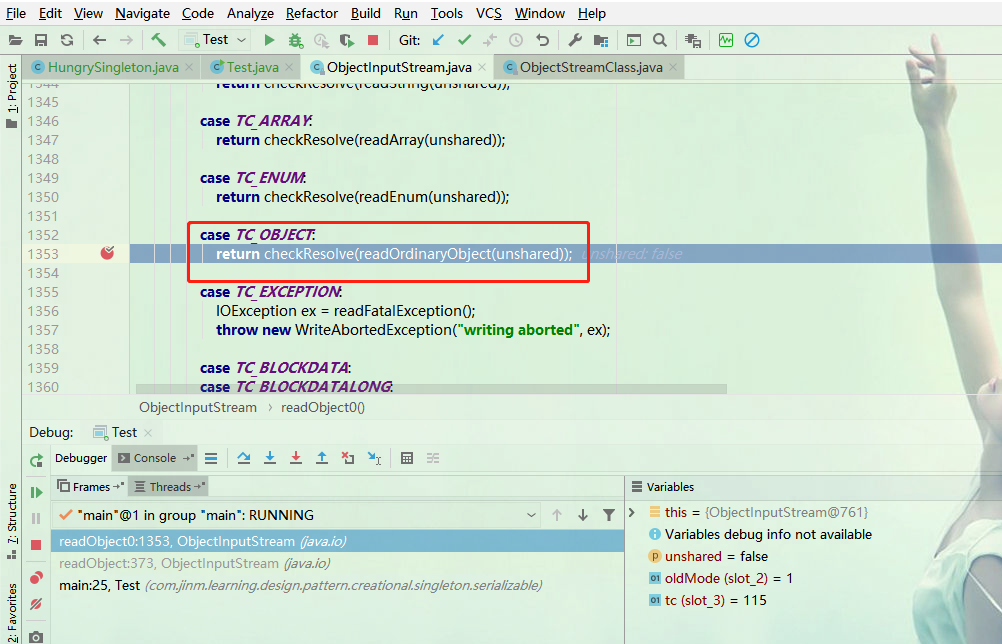 File Edit View Navigate Code Analyze Refactor Build Run Tools VCS Window Help
Test Git:
1: Project
HungrySingleton.java Test.java ObjectInputStream.java ObjectStreamClass.java
1344 return checkResolve(readString(unshared));
1345
1346 case TC_ARRAY:
1347 return checkResolve(readArray(unshared));
1348
1349 case TC_ENUM:
1350 return checkResolve(readEnum(unshared));
1351
1352 case TC_OBJECT:
1353 return checkResolve(readOrdinaryObject(unshared)); unshared: false
1354
1355 case TC_EXCEPTION:
1356 IOException ex = readFatalException();
1357 throw new WriteAbortedException("writing aborted", ex);
1358
1359 case TC_BLOCKDATA:
1360 case TC_BLOCKDATALONG:
ObjectInputStream › readObject0()
Debug: Test
Debugger Console
Frames Threads
"main"@1 in group "main": RUNNING
readObject0:1353, ObjectInputStream (java.io)
readObject:373, ObjectInputStream (java.io)
main:25, Test (com.jinm.learning.design.pattern.creational.singleton.serializable)
Variables
this = {ObjectInputStream@761}
Variables debug info not available
unshared = false
oldMode (slot_2) = 1
tc (slot_3) = 115
7: Structure
2: Favorites